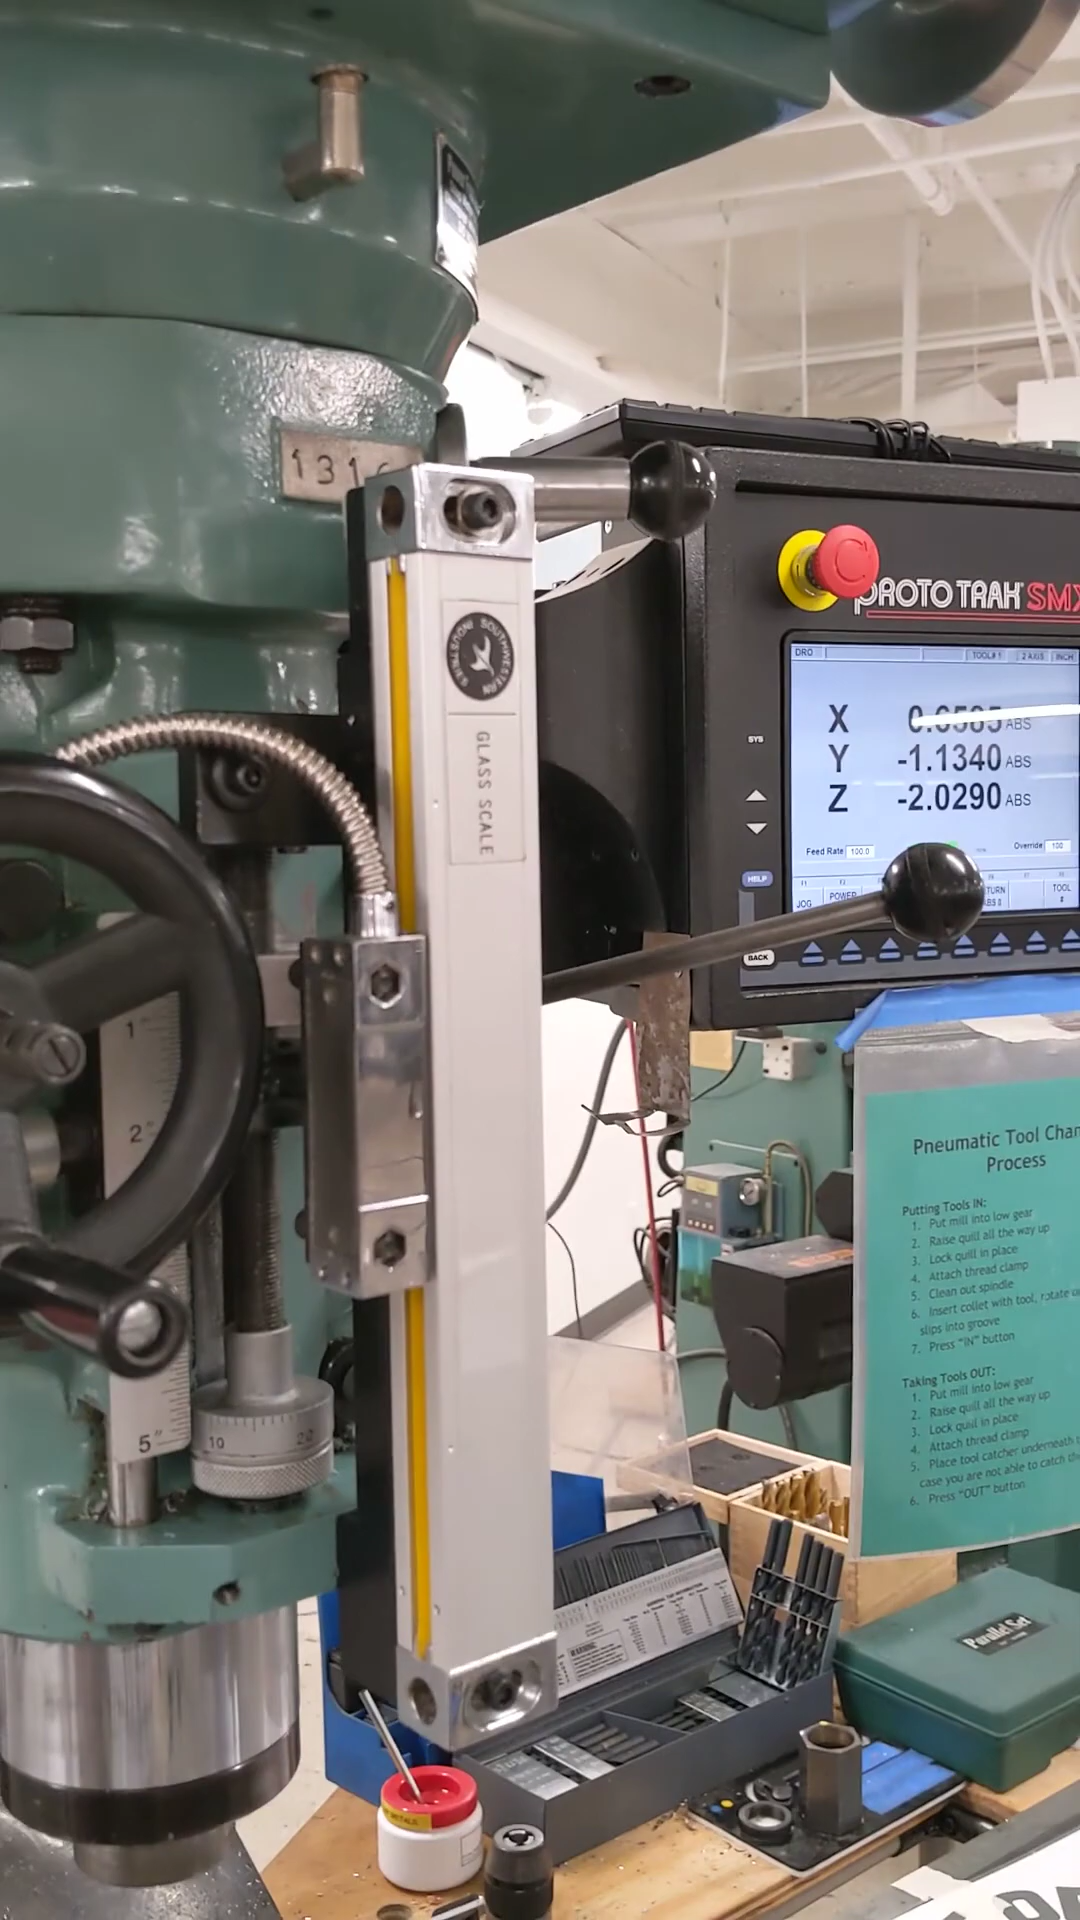 131
SOUTHWESTERN INDUSTRIES
GLASS SCALE
PROTOTRAK SMX
DRO TOOL# 1 2 AXIS INCH
X ABS
Y -1.1340 ABS
Z -2.0290 ABS
SYS
Feed Rate 100.0 Override 100
HELP
F1 F2
JOG POWER TOOL #
BACK
1"
2"
5"
10 20
Pneumatic Tool
Process
Putting Tools IN:
1. Put mill into low gear
2. Raise quill all the way up
3. Lock quill in place
4. Attach thread clamp
5. Clean out spindle
6. Insert collet with tool, rotate
slips into groove
7. Press "IN" button
Taking Tools OUT:
1. Put mill into low gear
2. Raise quill all the way up
3. Lock quill in place
4. Attach thread clamp
5. Place tool catcher underneath
case you are not able to catch
6. Press "OUT" button
Parallel Set
WARNING